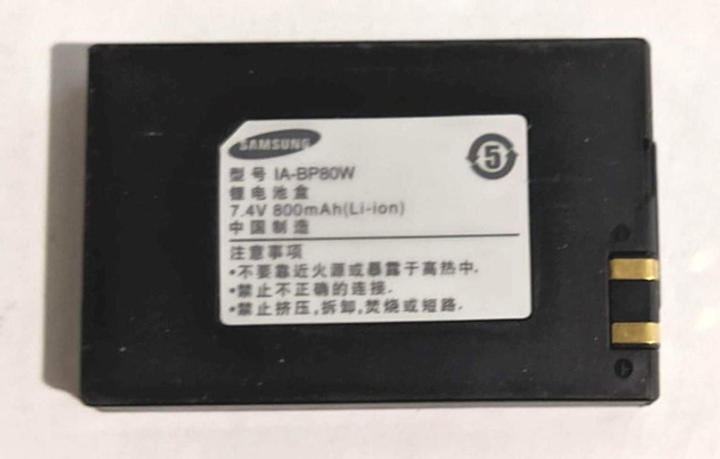 SAMSUNG
5
型号 IA-BP80W
锂电池盒
7.4V 800mAh(Li-ion)
中国制造
注意事项
•不要靠近火源或暴露于高热中.
•禁止不正确的连接.
•禁止挤压,拆卸,焚烧或短路.